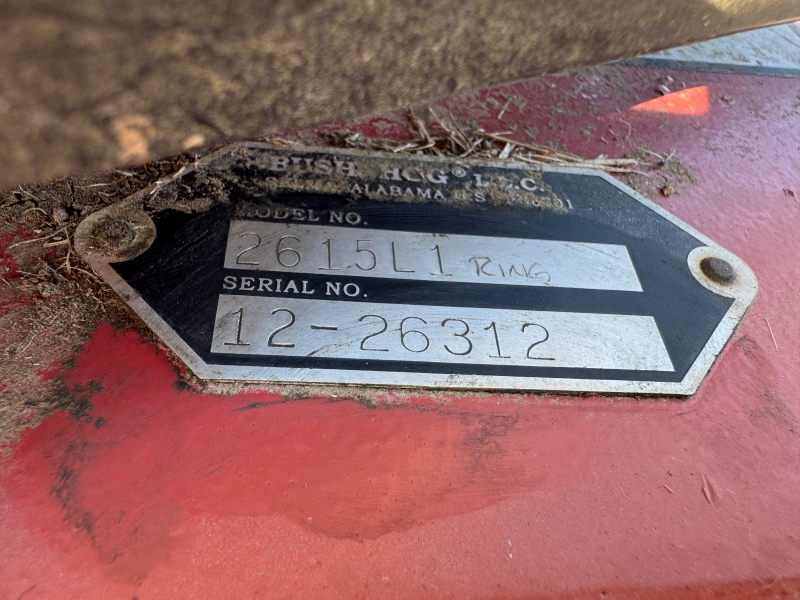 BUSH HOG® L.L.C.
ALABAMA
MODEL NO.
2615L1 RING
SERIAL NO.
12-26312